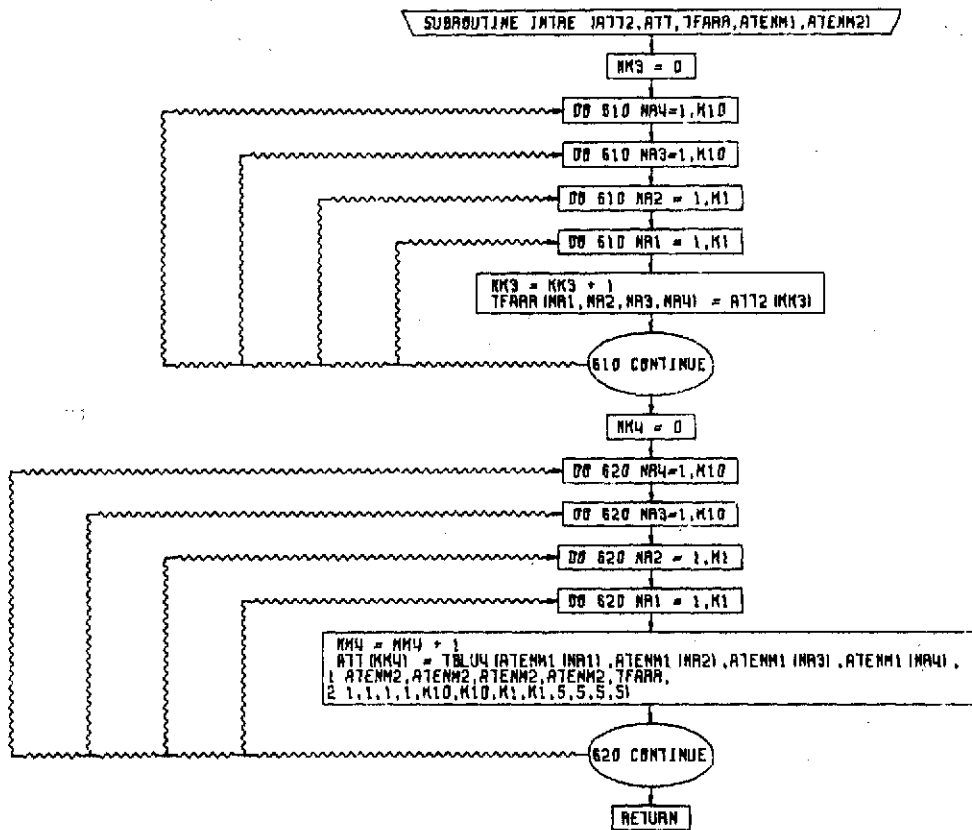 SUBROUTINE INTRE (ATT2,ATT,TFARR,ATENM1,ATENM2)
KK3 = 0
DO 610 NA4=1,K10
DO 610 NA3=1,K10
DO 610 NA2 = 1,K1
DO 610 NA1 = 1,K1
KK3 = KK3 + 1
TFARR (NA1,NA2,NA3,NA4) = ATT2 (KK3)
610 CONTINUE
KK4 = 0
DO 620 NA4=1,K10
DO 620 NA3=1,K10
DO 620 NA2 = 1,K1
DO 620 NA1 = 1,K1
KK4 = KK4 + 1
ATT (KK4) = TBLU4 (ATENM1 (NA1) , ATENM1 (NA2) , ATENM1 (NA3) , ATENM1 (NA4) ,
1 ATENM2, ATENM2, ATENM2, ATENM2, TFARR,
2 1,1,1,1,K10,K10,K1,K1,5,5,5,5)
620 CONTINUE
RETURN